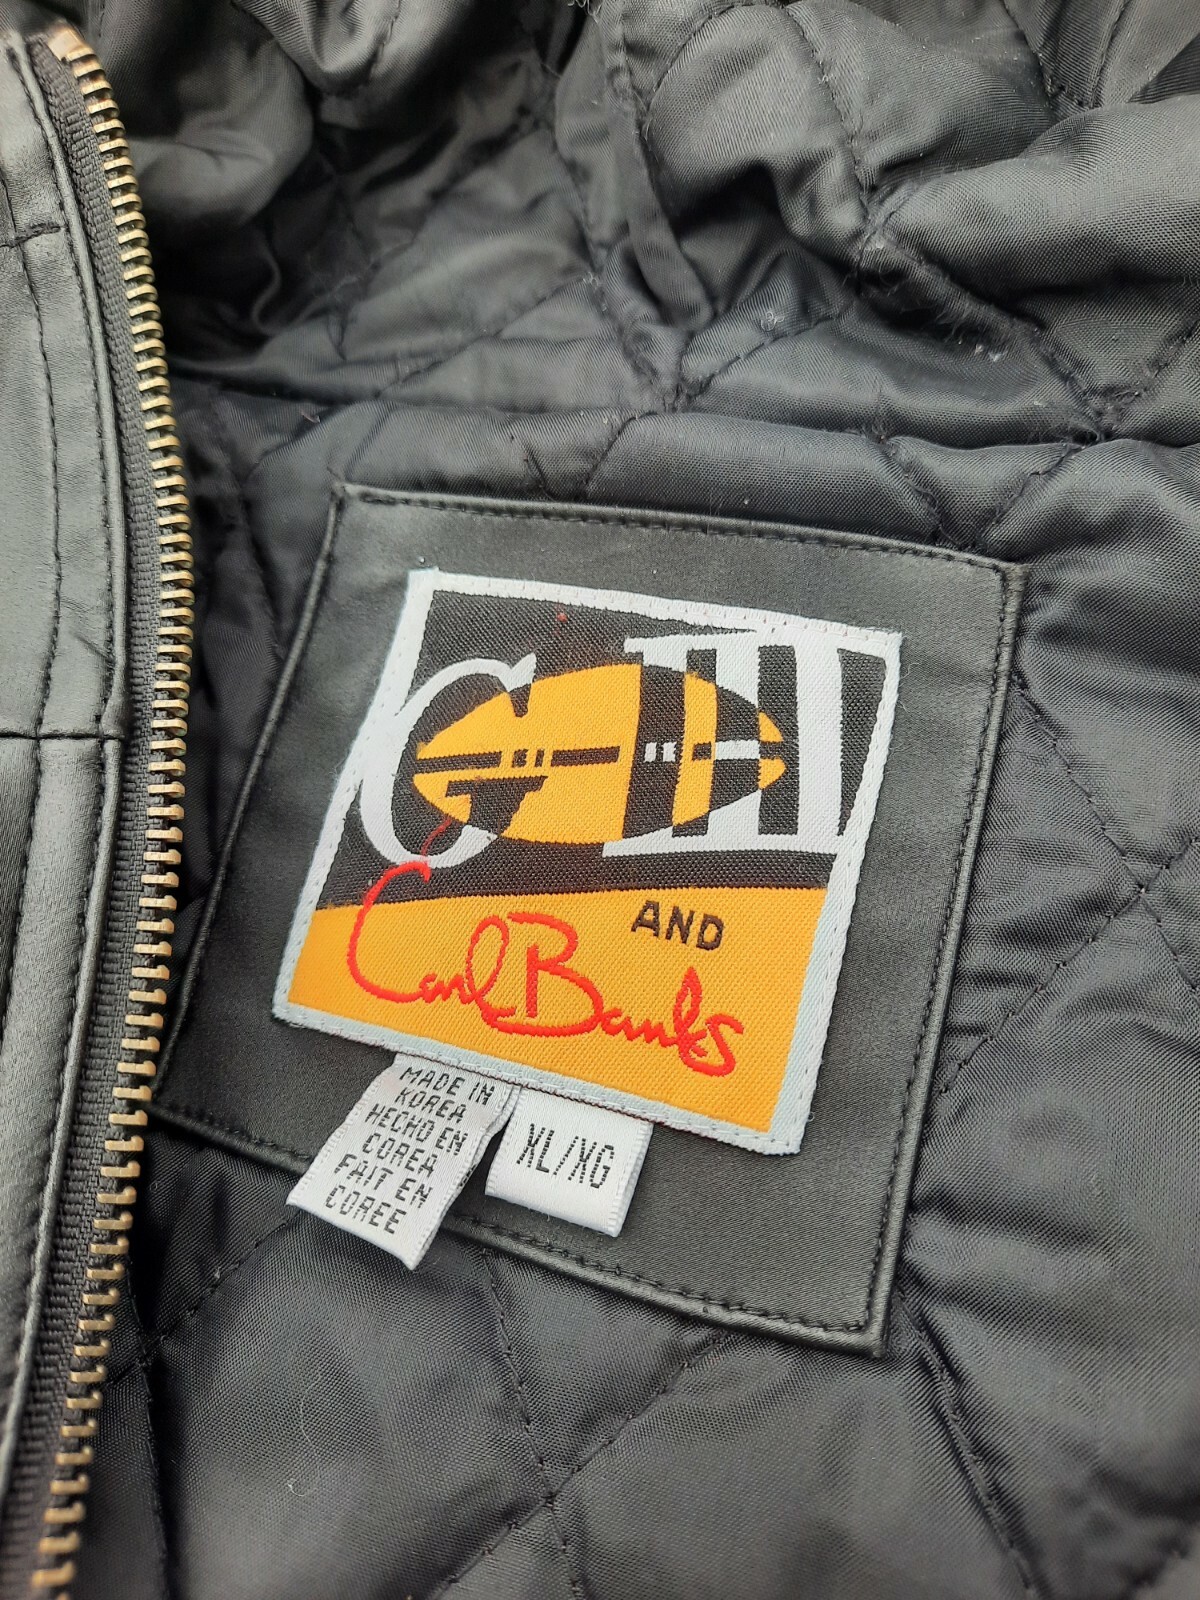 G III
AND
Carl Banks
MADE IN
KOREA
HECHO EN
COREA
FAIT EN
COREE
XL/XG